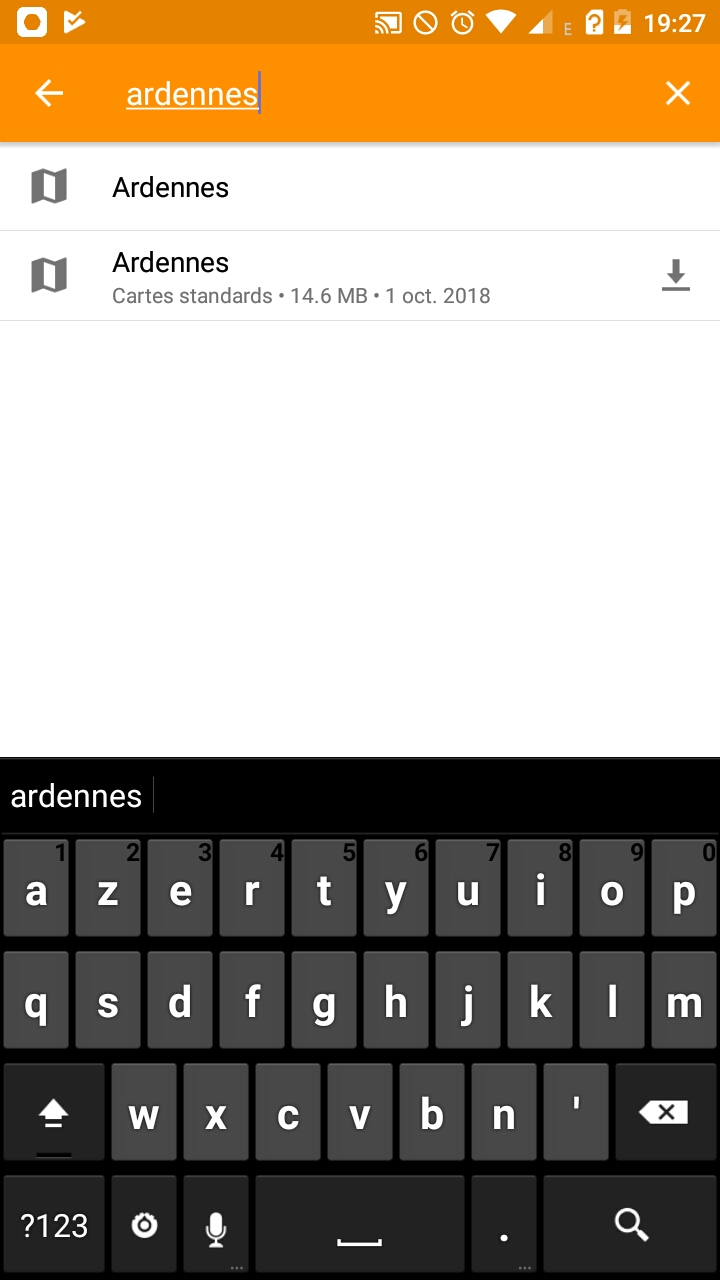 E 19:27
ardennes
Ardennes
Ardennes
Cartes standards • 14.6 MB • 1 oct. 2018
ardennes
1 2 3 4 5 6 7 8 9 0
a z e r t y u i o p
q s d f g h j k l m
w x c v b n '
?123 .